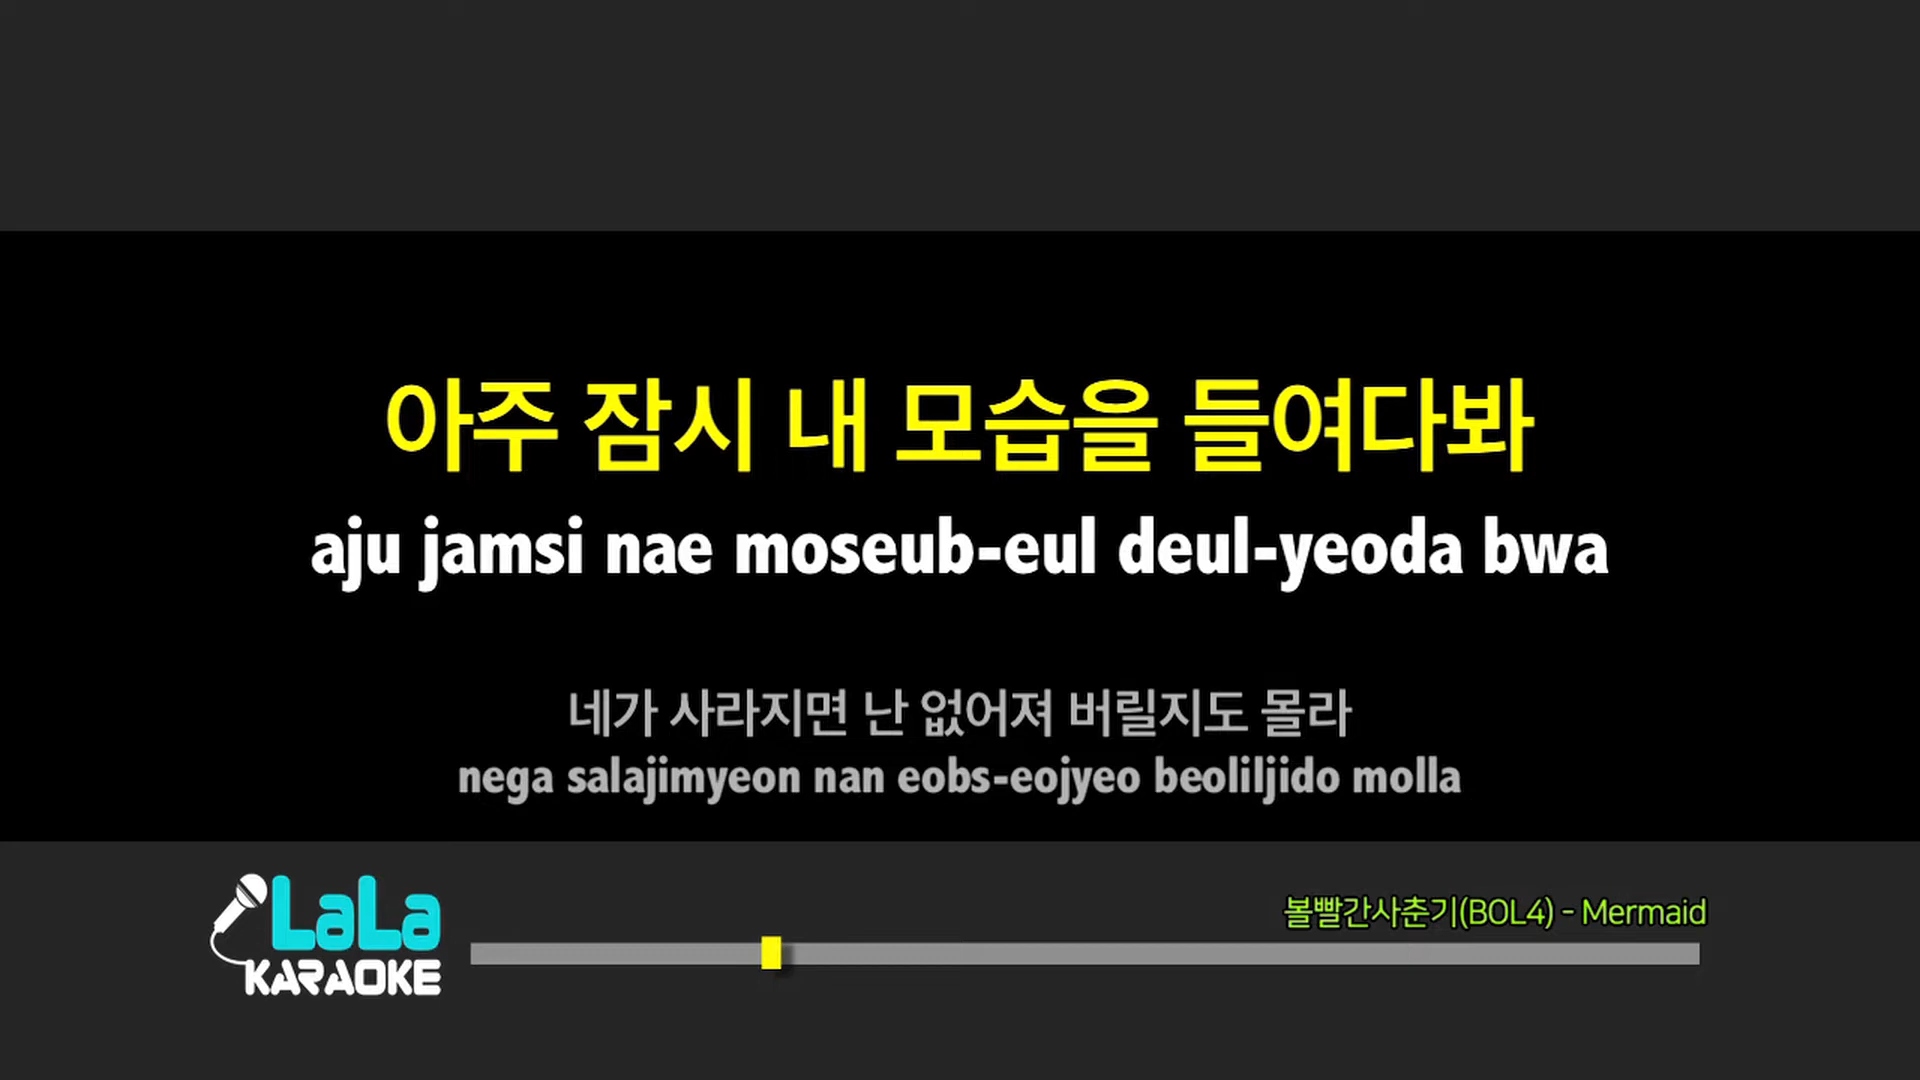 아주 잠시 내 모습을 들여다봐
aju jamsi nae moseub-eul deul-yeoda bwa
네가 사라지면 난 없어져 버릴지도 몰라
nega salajimyeon nan eobs-eojyeo beoliljido molla
LaLa
KARAOKE
볼빨간사춘기(BOL4) - Mermaid